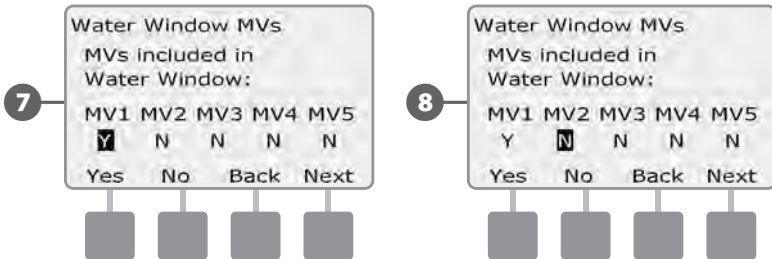 7
Water Window MVs
MVs included in
Water Window:
MV1 MV2 MV3 MV4 MV5
Y N N N N
Yes No Back Next
8
Water Window MVs
MVs included in
Water Window:
MV1 MV2 MV3 MV4 MV5
Y N N N N
Yes No Back Next